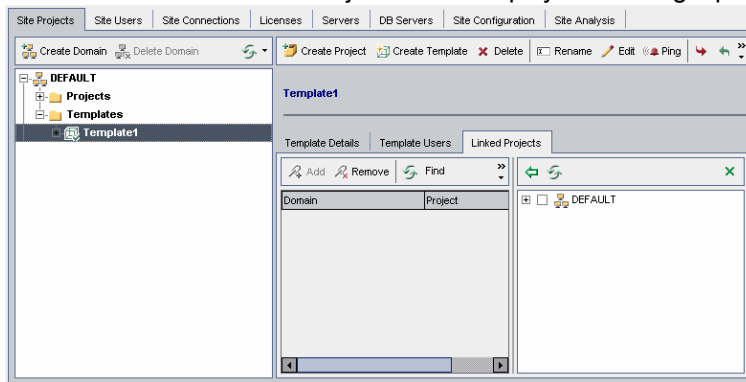 Site Projects Site Users Site Connections Licenses Servers DB Servers Site Configuration Site Analysis
Create Domain Delete Domain
Create Project Create Template Delete Rename Edit Ping
DEFAULT
Projects
Templates
Template1
Template1
Template Details Template Users Linked Projects
Add Remove Find
Domain Project
DEFAULT